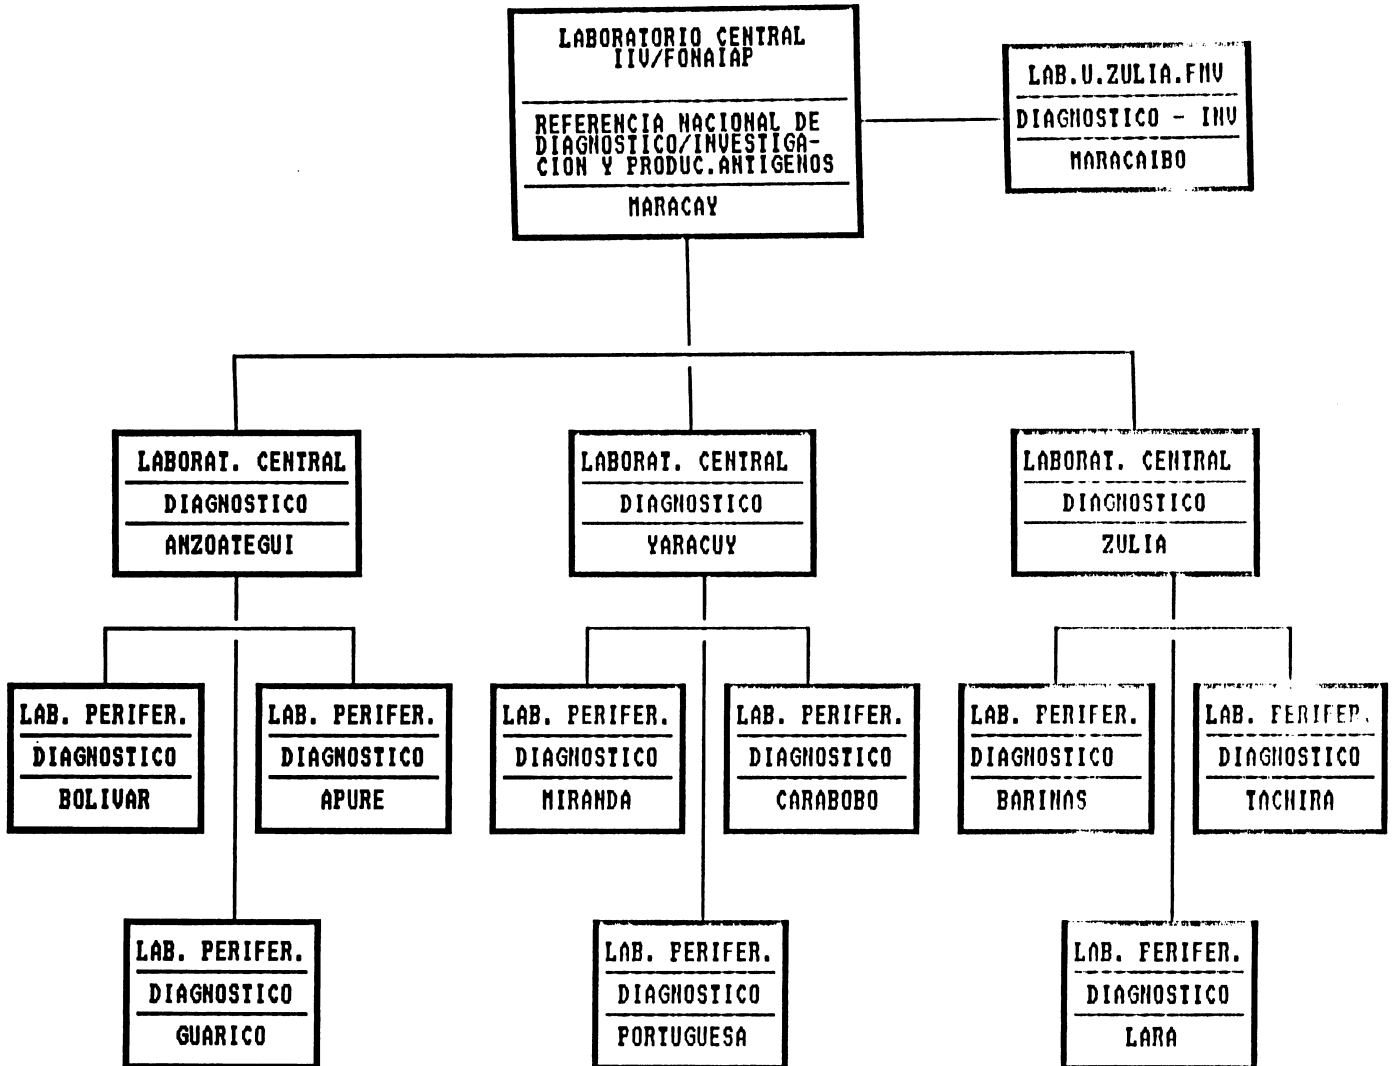 LABORATORIO CENTRAL
IIV/FONAIAP
REFERENCIA NACIONAL DE
DIAGNOSTICO/INVESTIGA-
CION Y PRODUC.ANTIGENOS
MARACAY
LAB.U.ZULIA.FMV
DIAGNOSTICO - INV
MARACAIBO
LABORAT. CENTRAL
DIAGNOSTICO
ANZOATEGUI
LABORAT. CENTRAL
DIAGNOSTICO
YARACUY
LABORAT. CENTRAL
DIAGNOSTICO
ZULIA
LAB. PERIFER.
DIAGNOSTICO
BOLIVAR
LAB. PERIFER.
DIAGNOSTICO
APURE
LAB. PERIFER.
DIAGNOSTICO
MIRANDA
LAB. PERIFER.
DIAGNOSTICO
CARABOBO
LAB. PERIFER.
DIAGNOSTICO
BARINAS
LAB. PERIFER.
DIAGNOSTICO
TACHIRA
LAB. PERIFER.
DIAGNOSTICO
GUARICO
LAB. PERIFER.
DIAGNOSTICO
PORTUGUESA
LAB. PERIFER.
DIAGNOSTICO
LARA